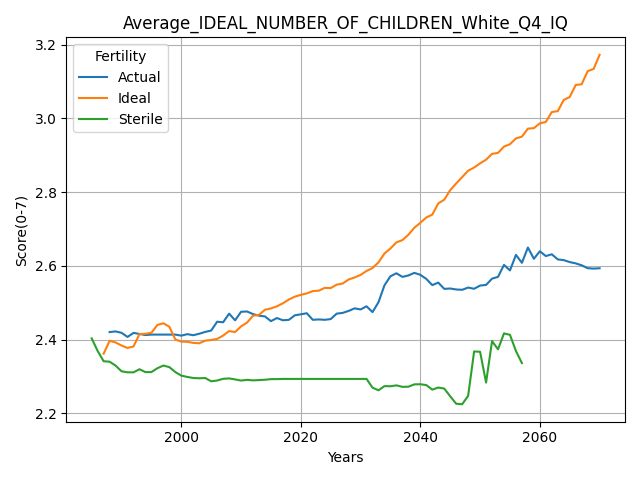 Average_IDEAL_NUMBER_OF_CHILDREN_White_Q4_IQ
Fertility
Actual
Ideal
Sterile
Score(0-7)
3.2
3.0
2.8
2.6
2.4
2.2
2000 2020 2040 2060
Years